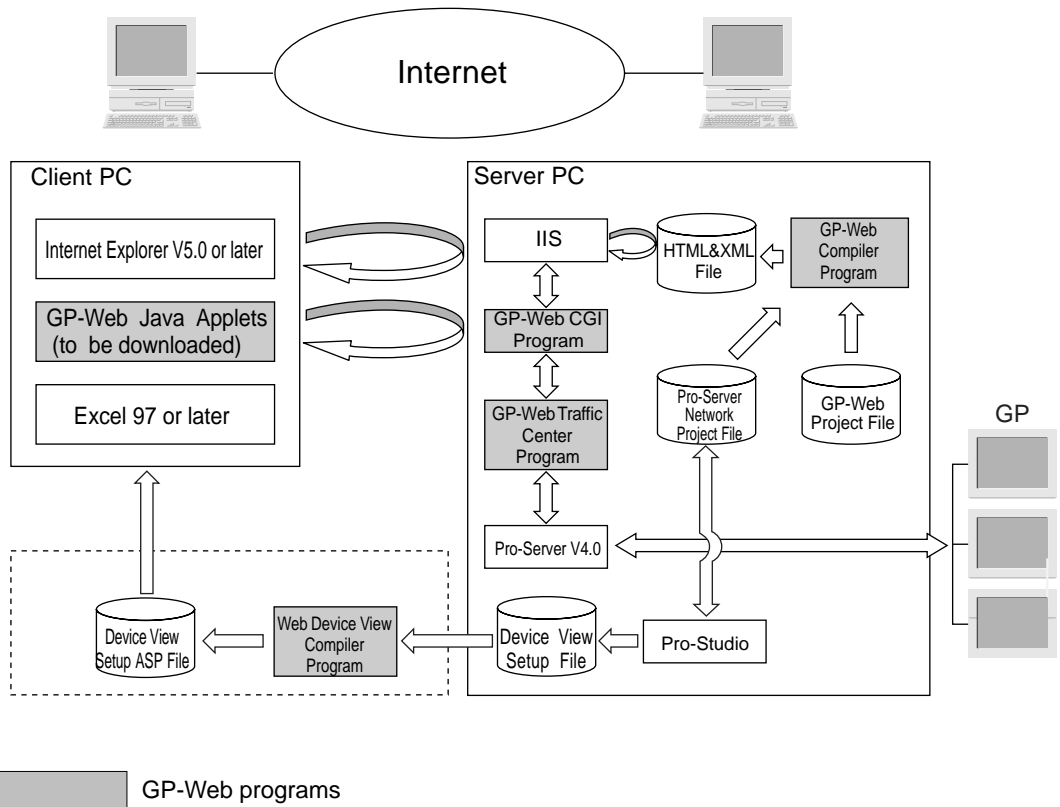 Internet
Client PC
Internet Explorer V5.0 or later
GP-Web Java Applets
(to be downloaded)
Excel 97 or later
Server PC
IIS
HTML&XML
File
GP-Web
Compiler
Program
GP-Web CGI
Program
GP-Web Traffic
Center
Program
Pro-Server
Network
Project File
GP-Web
Project File
GP
Pro-Server V4.0
Device View
Setup ASP File
Web Device View
Compiler
Program
Device View
Setup File
Pro-Studio
GP-Web programs